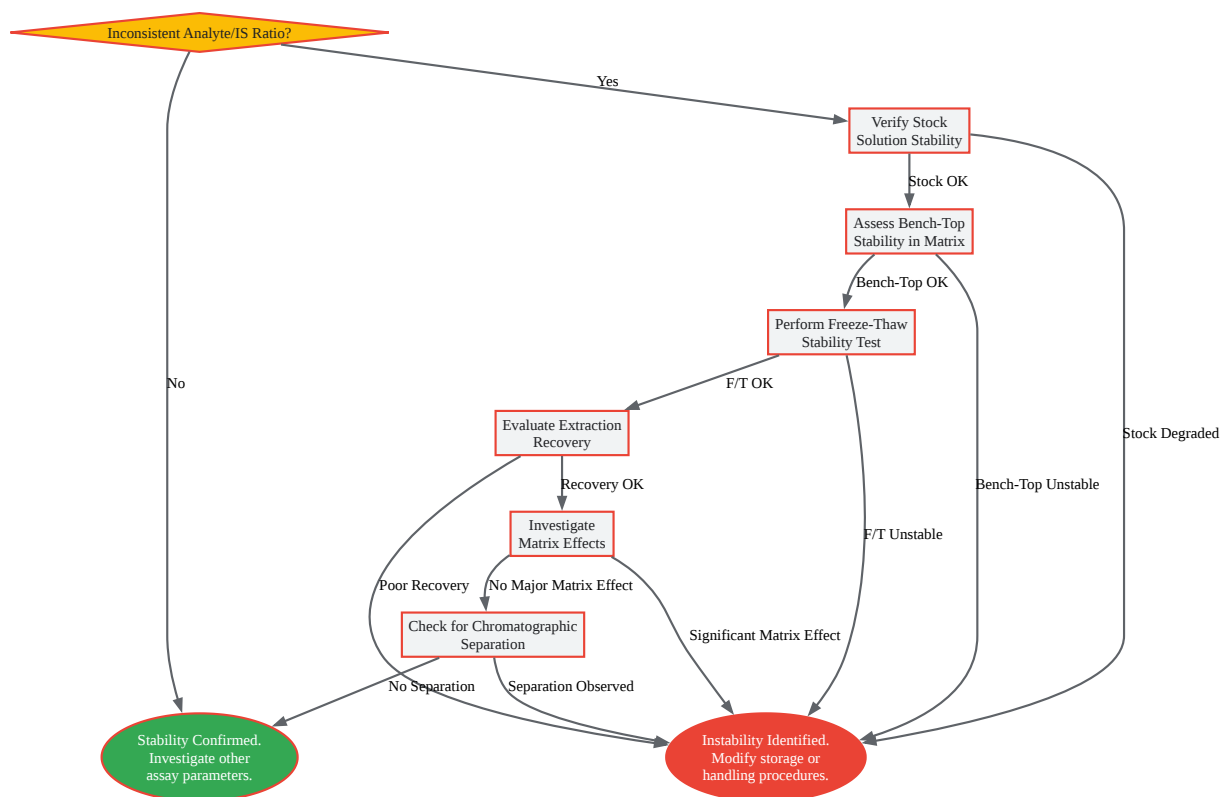 Inconsistent Analyte/IS Ratio?
Yes
Verify Stock
Solution Stability
Stock OK
Assess Bench-Top
Stability in Matrix
Bench-Top OK
Perform Freeze-Thaw
Stability Test
No
F/T OK
Evaluate Extraction
Recovery
Stock Degraded
Recovery OK
Bench-Top Unstable
Investigate
Matrix Effects
F/T Unstable
Poor Recovery
No Major Matrix Effect
Check for Chromatographic
Separation
Significant Matrix Effect
No Separation
Separation Observed
Stability Confirmed.
Investigate other
assay parameters.
Instability Identified.
Modify storage or
handling procedures.